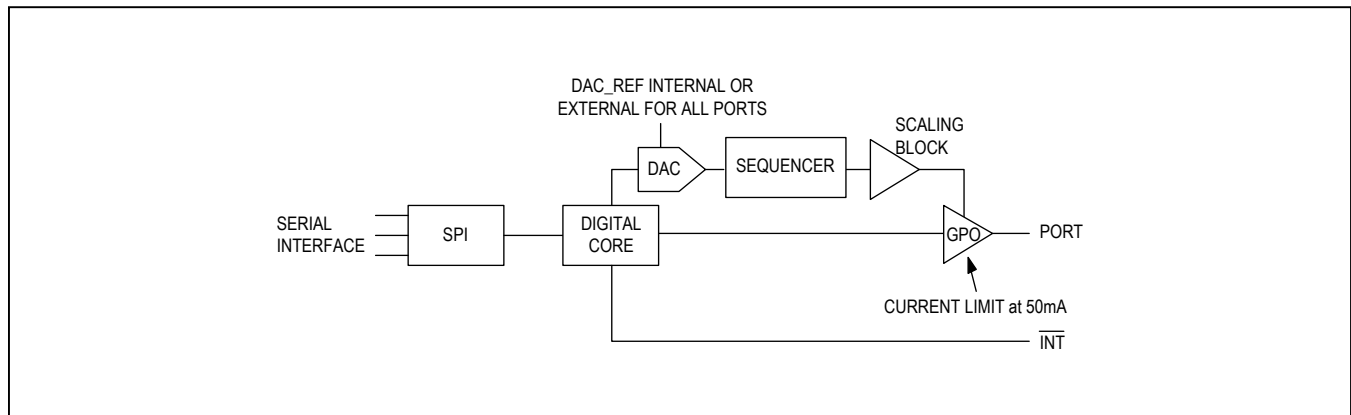 DAC_REF INTERNAL OR
EXTERNAL FOR ALL PORTS
SCALING
BLOCK
DAC
SEQUENCER
SERIAL
INTERFACE
SPI
DIGITAL
CORE
GPO
PORT
CURRENT LIMIT at 50mA
INT